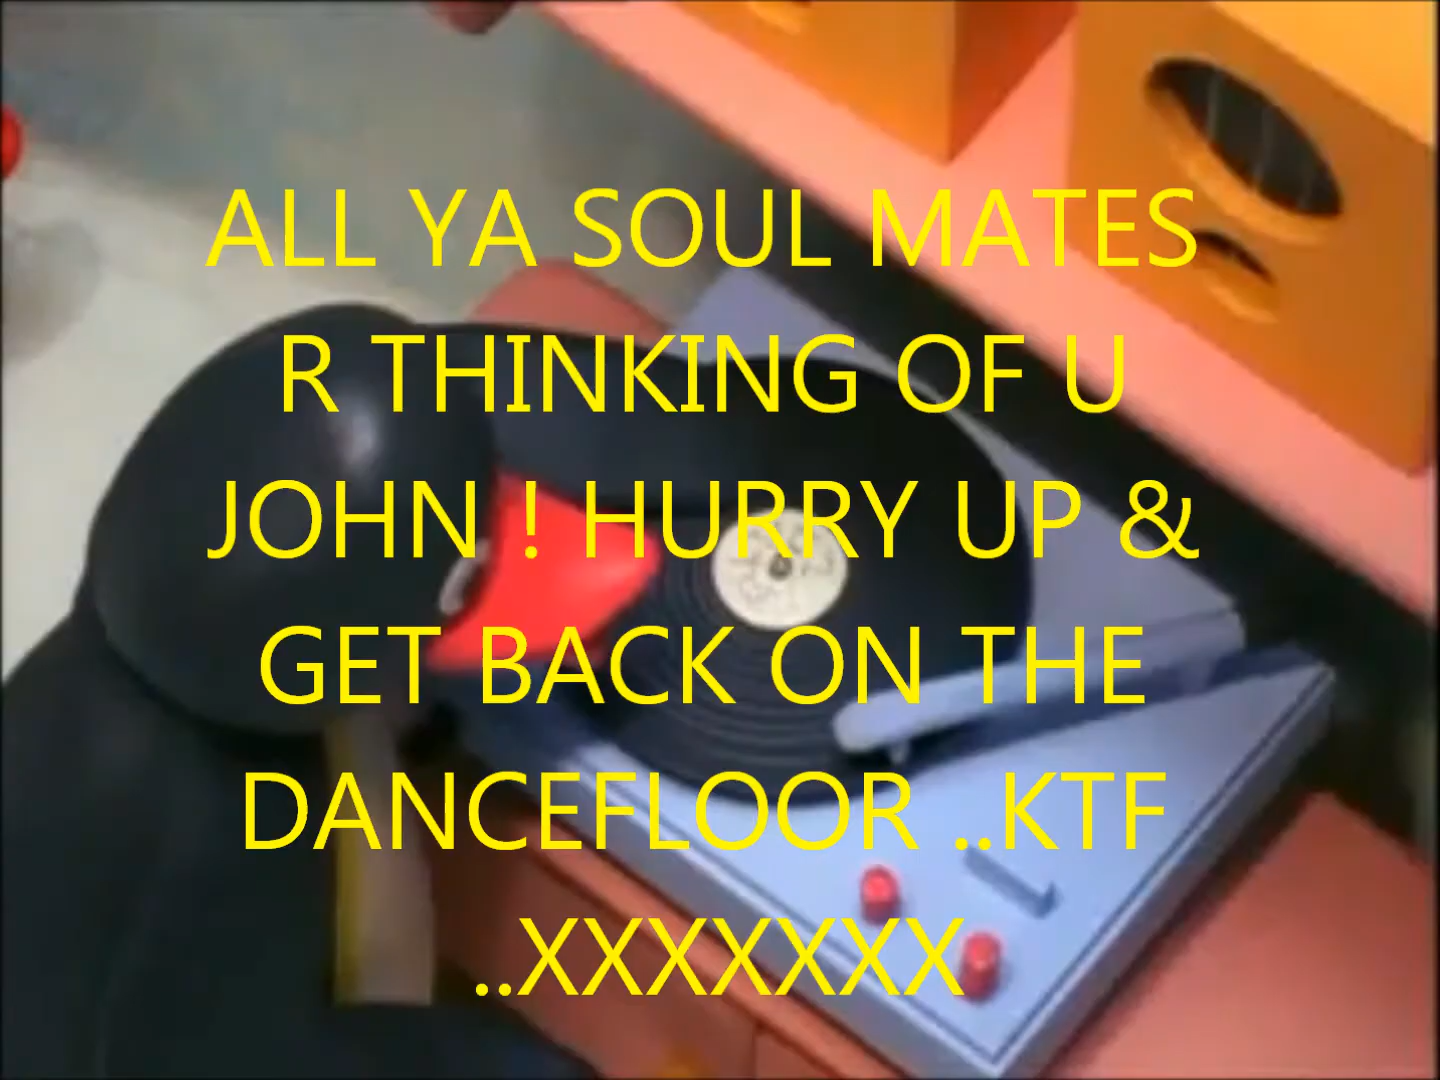 ALL YA SOUL MATES
R THINKING OF U
JOHN ! HURRY UP &
GET BACK ON THE
DANCEFLOOR ..KTF
..XXXXXXX